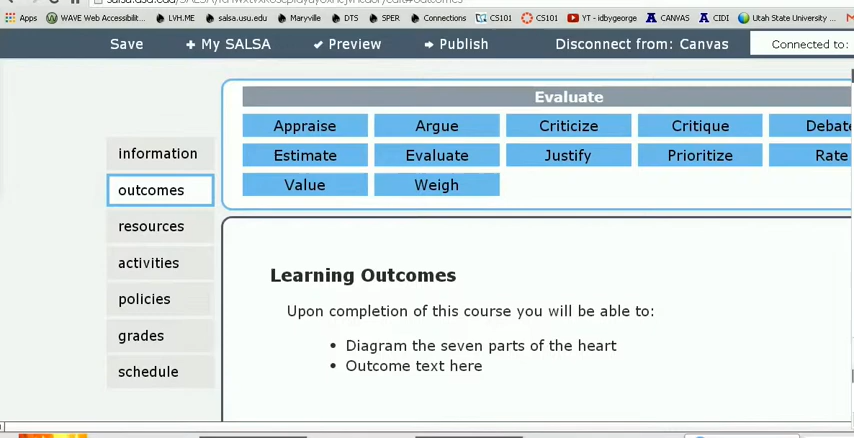 Apps WAVE Web Accessibilit... LVH.ME salsa.usu.edu Maryville DTS SPER Connections CS101 CS101 YT - idbygeorge CANVAS CIDI Utah State University ...
Save + My SALSA Preview Publish Disconnect from: Canvas Connected to:
Evaluate
Appraise Argue Criticize Critique Debate
Estimate Evaluate Justify Prioritize Rate
Value Weigh
information
outcomes
resources
activities
policies
grades
schedule
Learning Outcomes
Upon completion of this course you will be able to:
• Diagram the seven parts of the heart
• Outcome text here